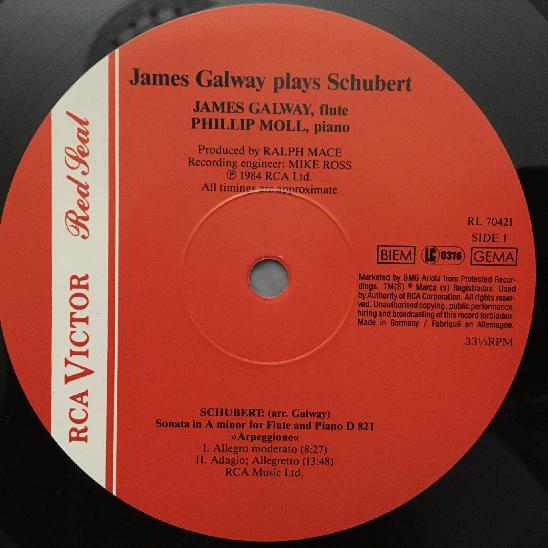 James Galway plays Schubert
JAMES GALWAY, flute
PHILLIP MOLL, piano
Produced by RALPH MACE
Recording engineer: MIKE ROSS
℗ 1984 RCA Ltd.
All timings are approximate
RCA VICTOR Red Seal
RL 70421
SIDE 1
BIEM LC 0316 GEMA
Marketed by BMG Ariola from Protected Recor-
dings. TM(S) ® Marca (s) Registradas. Used
by Authority of RCA Corporation. All rights reser-
ved. Unauthorised copying, public performance,
hiring and broadcasting of this record forbidden.
Made in Germany / Fabriqué en Allemagne.
33⅓RPM
SCHUBERT: (arr. Galway)
Sonata in A minor for Flute and Piano D 821
»Arpeggione«
I. Allegro moderato (8:27)
II. Adagio; Allegretto (13:48)
RCA Music Ltd.